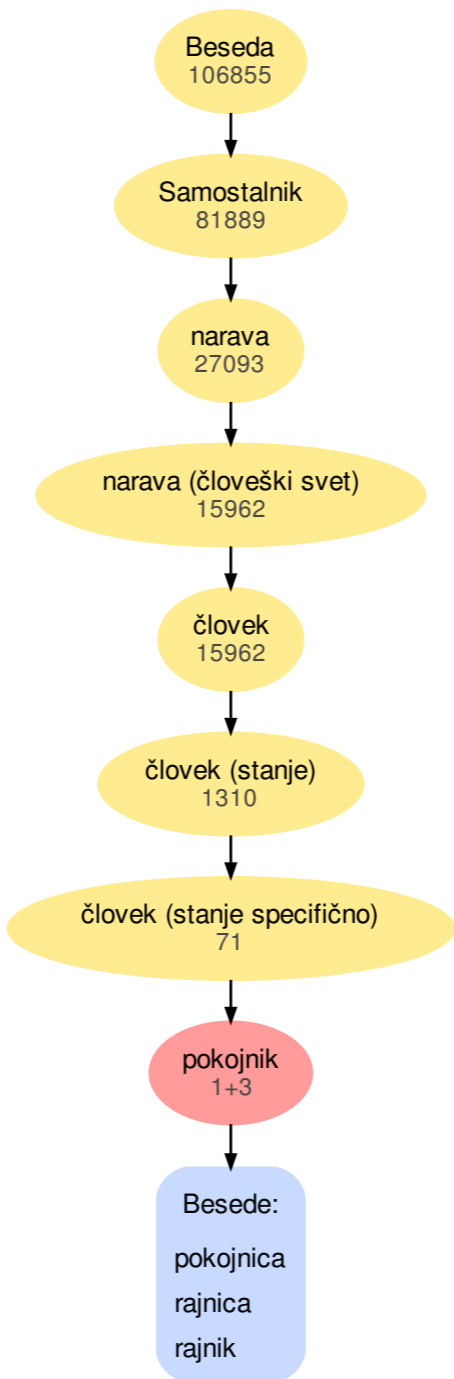 Beseda
106855
Samostalnik
81889
narava
27093
narava (človeški svet)
15962
človek
15962
človek (stanje)
1310
človek (stanje specifično)
71
pokojnik
1+3
Besede:
pokojnica
rajnica
rajnik